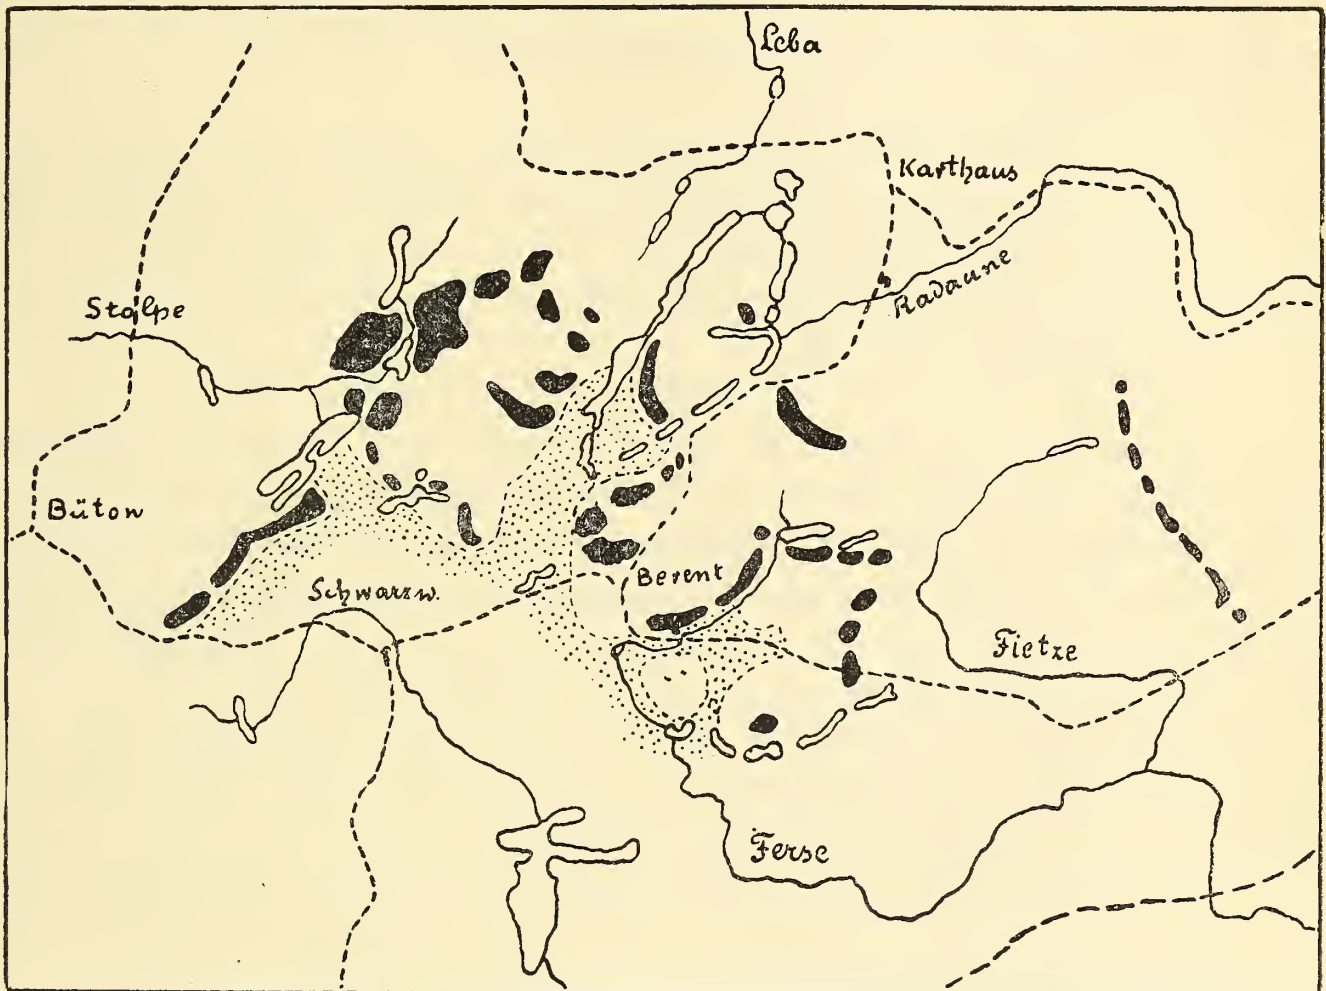 Leba
Karthaus
Radaune
Stolpe
Bütow
Schwarzw.
Berent
Fietze
Ferse